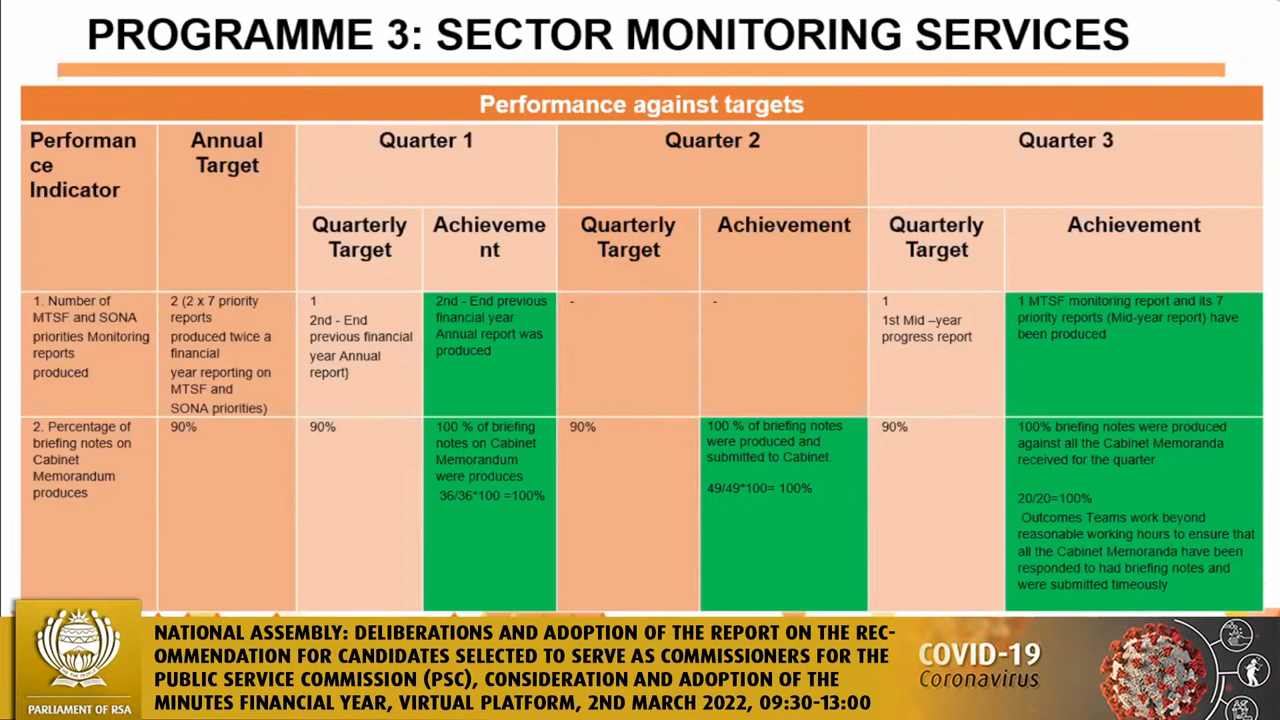 PROGRAMME 3: SECTOR MONITORING SERVICES
Performance against targets
Performan
ce
Indicator
Annual
Target
Quarter 1
Quarter 2
Quarter 3
Quarterly
Target
Achieveme
nt
Quarterly
Target
Achievement
Quarterly
Target
Achievement
1. Number of
MTSF and SONA
priorities Monitoring
reports
produced
2 (2 x 7 priority
reports
produced twice a
financial
year reporting on
MTSF and
SONA priorities)
1
2nd - End
previous financial
year Annual
report)
2nd - End previous
financial year
Annual report was
produced
-
-
1
1st Mid –year
progress report
1 MTSF monitoring report and its 7
priority reports (Mid-year report) have
been produced
2. Percentage of
briefing notes on
Cabinet
Memorandum
produces
90%
90%
100 % of briefing
notes on Cabinet
Memorandum
were produces
36/36*100 =100%
90%
100 % of briefing notes
were produced and
submitted to Cabinet.
49/49*100= 100%
90%
100% briefing notes were produced
against all the Cabinet Memoranda
received for the quarter
20/20=100%
Outcomes Teams work beyond
reasonable working hours to ensure that
all the Cabinet Memoranda have been
responded to had briefing notes and
were submitted timeously
PARLIAMENT OF RSA
NATIONAL ASSEMBLY: DELIBERATIONS AND ADOPTION OF THE REPORT ON THE REC-
OMMENDATION FOR CANDIDATES SELECTED TO SERVE AS COMMISSIONERS FOR THE
PUBLIC SERVICE COMMISSION (PSC), CONSIDERATION AND ADOPTION OF THE
MINUTES FINANCIAL YEAR, VIRTUAL PLATFORM, 2ND MARCH 2022, 09:30-13:00
COVID-19
Coronavirus